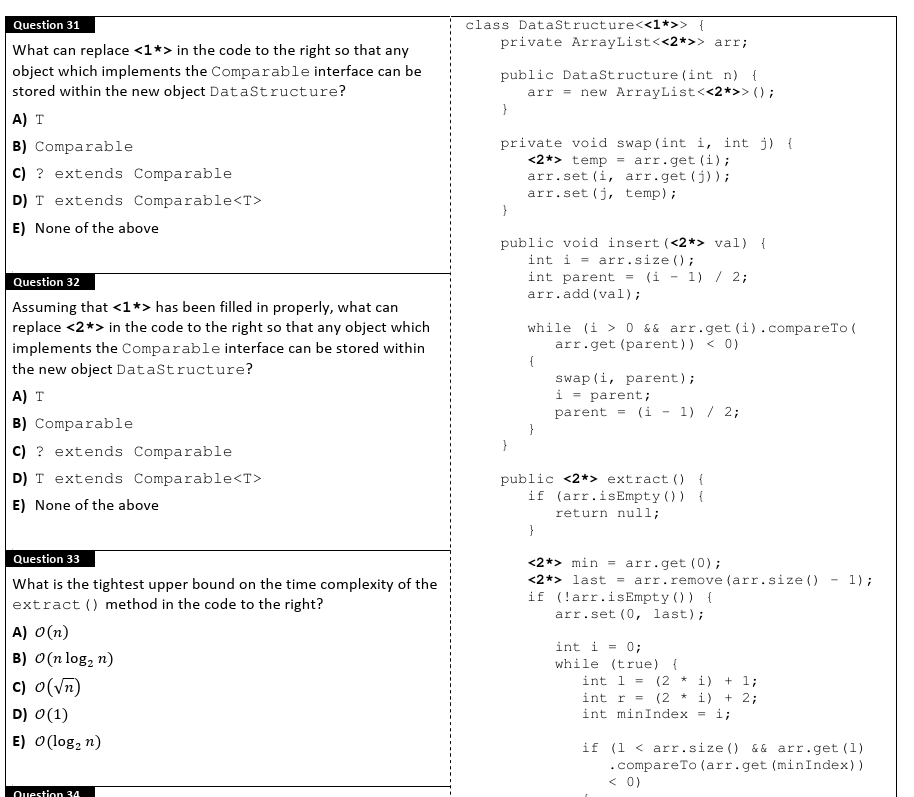 Question 31
What can replace <1*> in the code to the right so that any
object which implements the Comparable interface can be
stored within the new object DataStructure?
A) T
B) Comparable
C) ? extends Comparable
D) T extends Comparable<T>
E) None of the above
Question 32
Assuming that <1*> has been filled in properly, what can
replace <2*> in the code to the right so that any object which
implements the Comparable interface can be stored within
the new object DataStructure?
A) T
B) Comparable
C) ? extends Comparable
D) T extends Comparable<T>
E) None of the above
Question 33
What is the tightest upper bound on the time complexity of the
extract() method in the code to the right?
A) O(n)
B) O(n log₂ n)
C) O(√n)
D) O(1)
E) O(log₂ n)
Question 34
class DataStructure<<1*>> {
private ArrayList<<2*>> arr;
public DataStructure(int n) {
arr = new ArrayList<<2*>>();
}
private void swap(int i, int j) {
<2*> temp = arr.get(i);
arr.set(i, arr.get(j));
arr.set(j, temp);
}
public void insert(<2*> val) {
int i = arr.size();
int parent = (i - 1) / 2;
arr.add(val);
while (i > 0 && arr.get(i).compareTo(
arr.get(parent)) < 0)
{
swap(i, parent);
i = parent;
parent = (i - 1) / 2;
}
}
public <2*> extract() {
if (arr.isEmpty()) {
return null;
}
<2*> min = arr.get(0);
<2*> last = arr.remove(arr.size() - 1);
if (!arr.isEmpty()) {
arr.set(0, last);
int i = 0;
while (true) {
int l = (2 * i) + 1;
int r = (2 * i) + 2;
int minIndex = i;
if (l < arr.size() && arr.get(l)
.compareTo(arr.get(minIndex))
< 0)